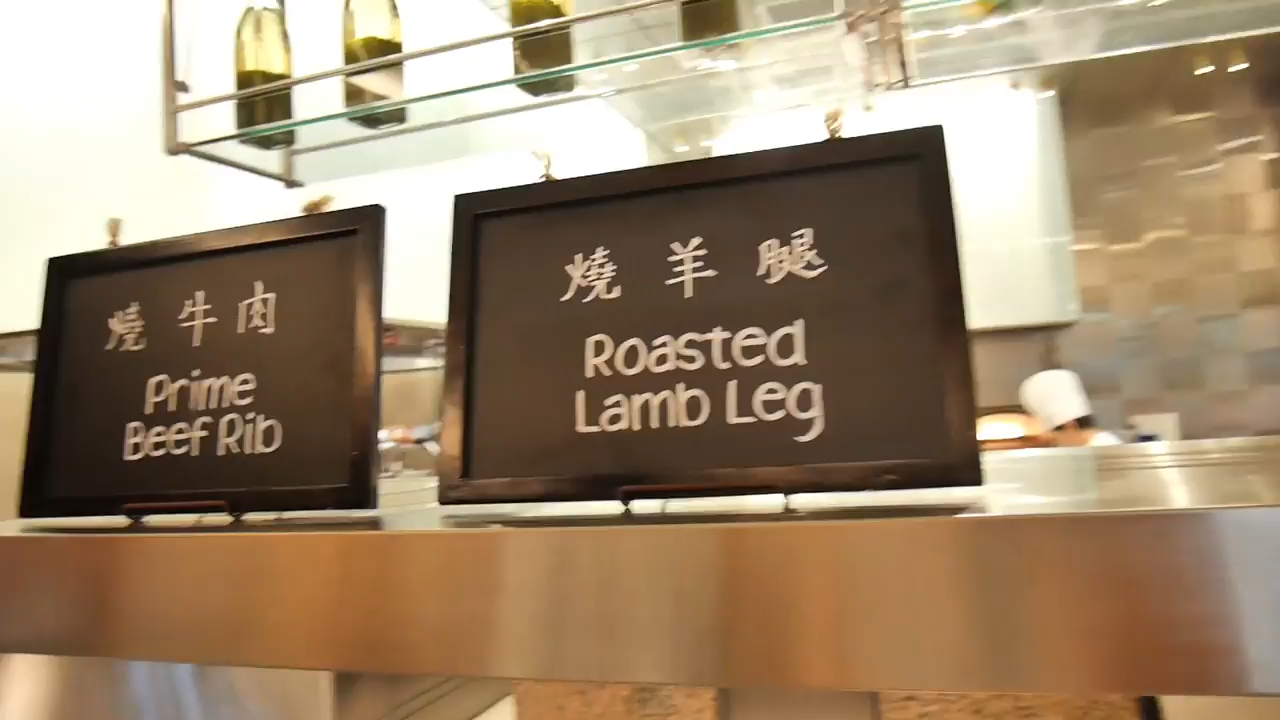 燒牛肉
Prime
Beef Rib
燒羊腿
Roasted
Lamb Leg